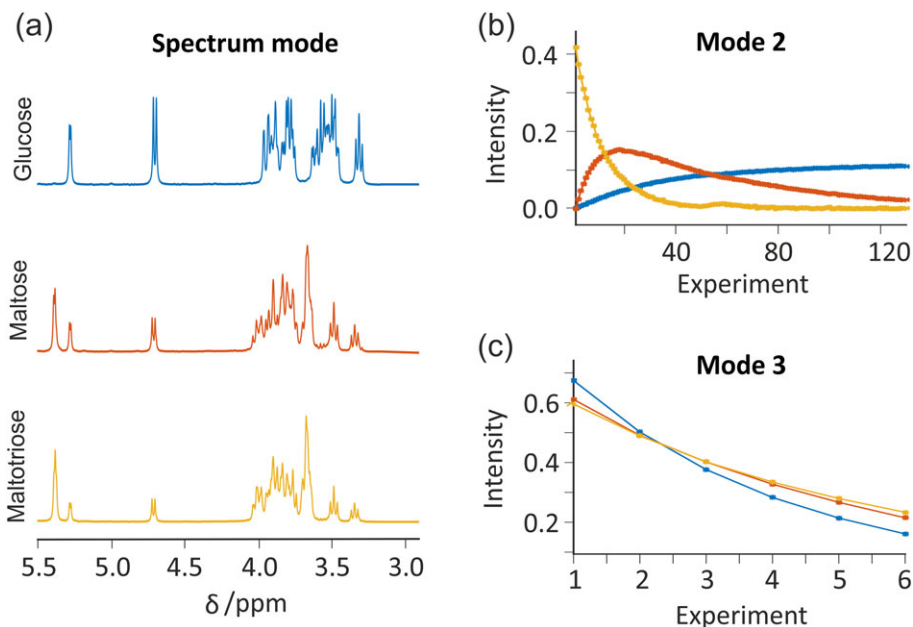 (a)
Spectrum mode
Glucose
Maltose
Maltotriose
5.5 5.0 4.5 4.0 3.5 3.0
δ /ppm
(b)
Mode 2
Intensity
0.4
0.2
0.0
40 80 120
Experiment
(c)
Mode 3
Intensity
0.6
0.4
0.2
1 2 3 4 5 6
Experiment